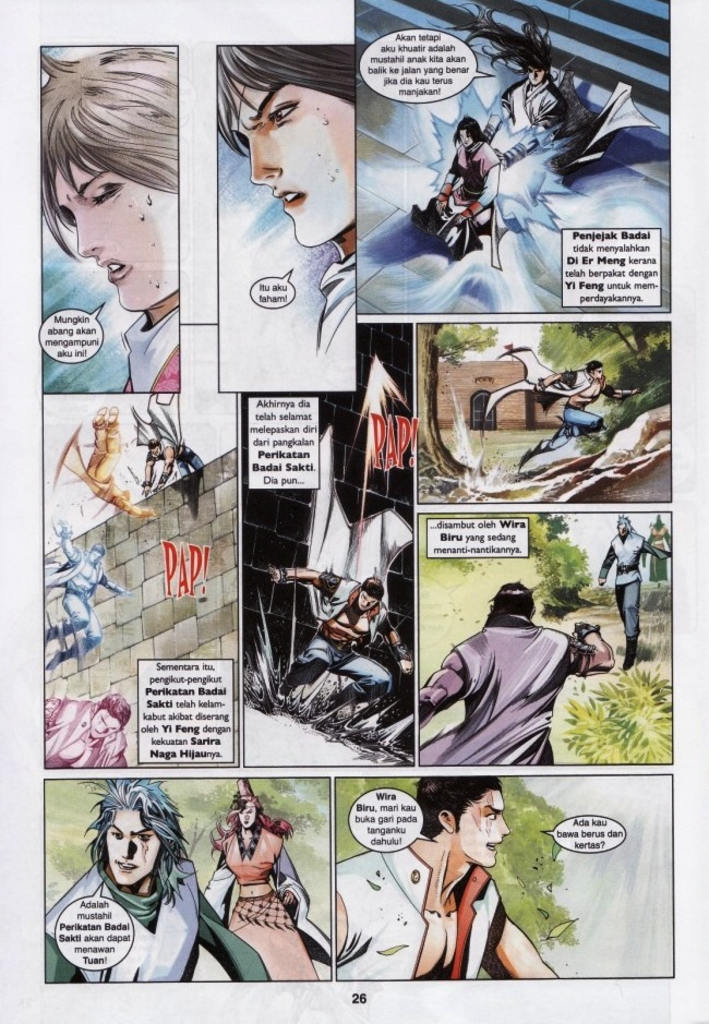 Akan tetapi
aku khuatir adalah
mustahil anak kita akan
balik ke jalan yang benar
jika dia kau terus
manjakan!
Mungkin
abang akan
mengampuni
aku ini!
Itu aku
faham!
Penjejak Badai
tidak menyalahkan
Di Er Meng kerana
telah berpakat dengan
Yi Feng untuk mem-
perdayakannya.
PAP!
Sementara itu,
pengikut-pengikut
Perikatan Badai
Sakti telah kelam-
kabut akibat diserang
oleh Yi Feng dengan
kekuatan Sarira
Naga Hijaunya.
Akhirnya dia
telah selamat
melepaskan diri
dari pangkalan
Perikatan
Badai Sakti.
Dia pun...
PAP!
...disambut oleh Wira
Biru yang sedang
menanti-nantikannya.
Adalah
mustahil
Perikatan Badai
Sakti akan dapat
menawan
Tuan!
Wira
Biru, mari kau
buka gari pada
tanganku
dahulu!
Ada kau
bawa berus dan
kertas?
26